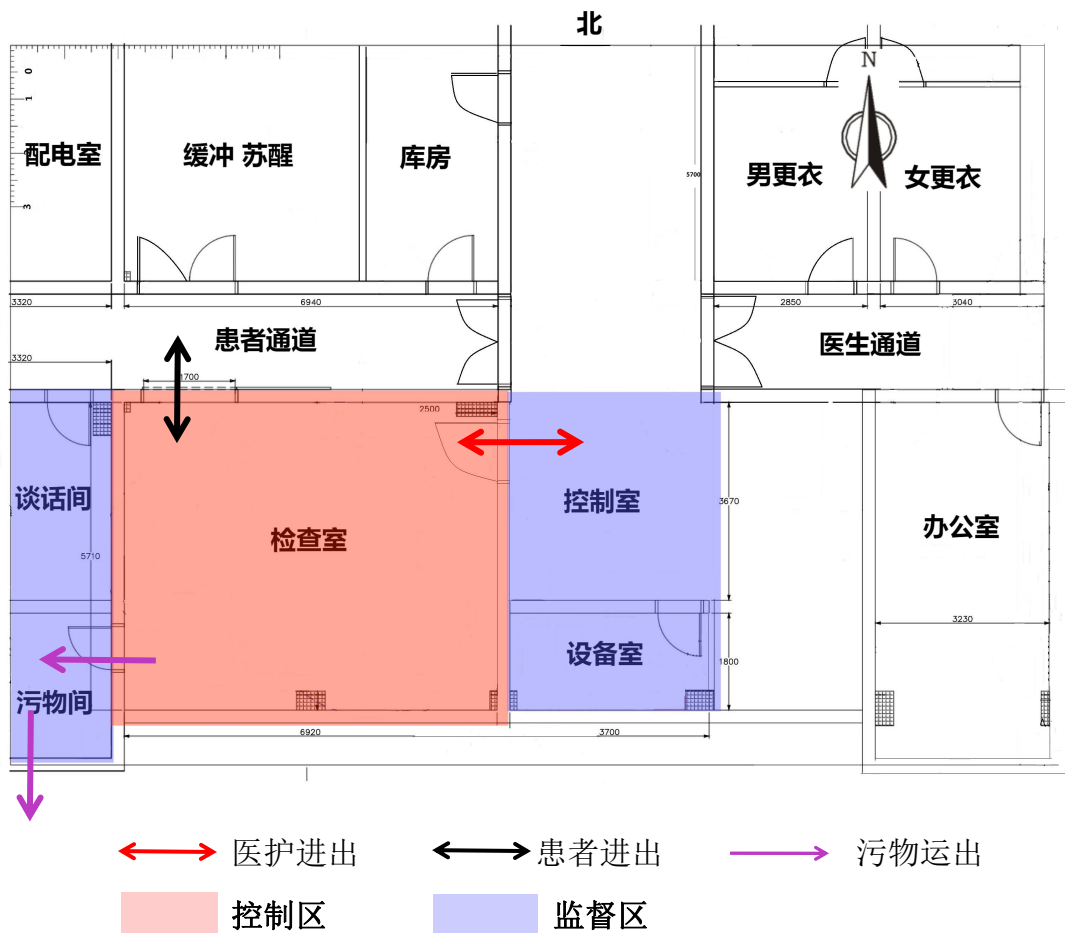 北
N
0
1
3
配电室
缓冲 苏醒
库房
5700
男更衣
女更衣
3320
6940
2850
3040
患者通道
医生通道
3320
1700
2500
谈话间
5710
检查室
控制室
3670
办公室
3230
设备室
1800
污物间
6920
3700
医护进出
患者进出
污物运出
控制区
监督区